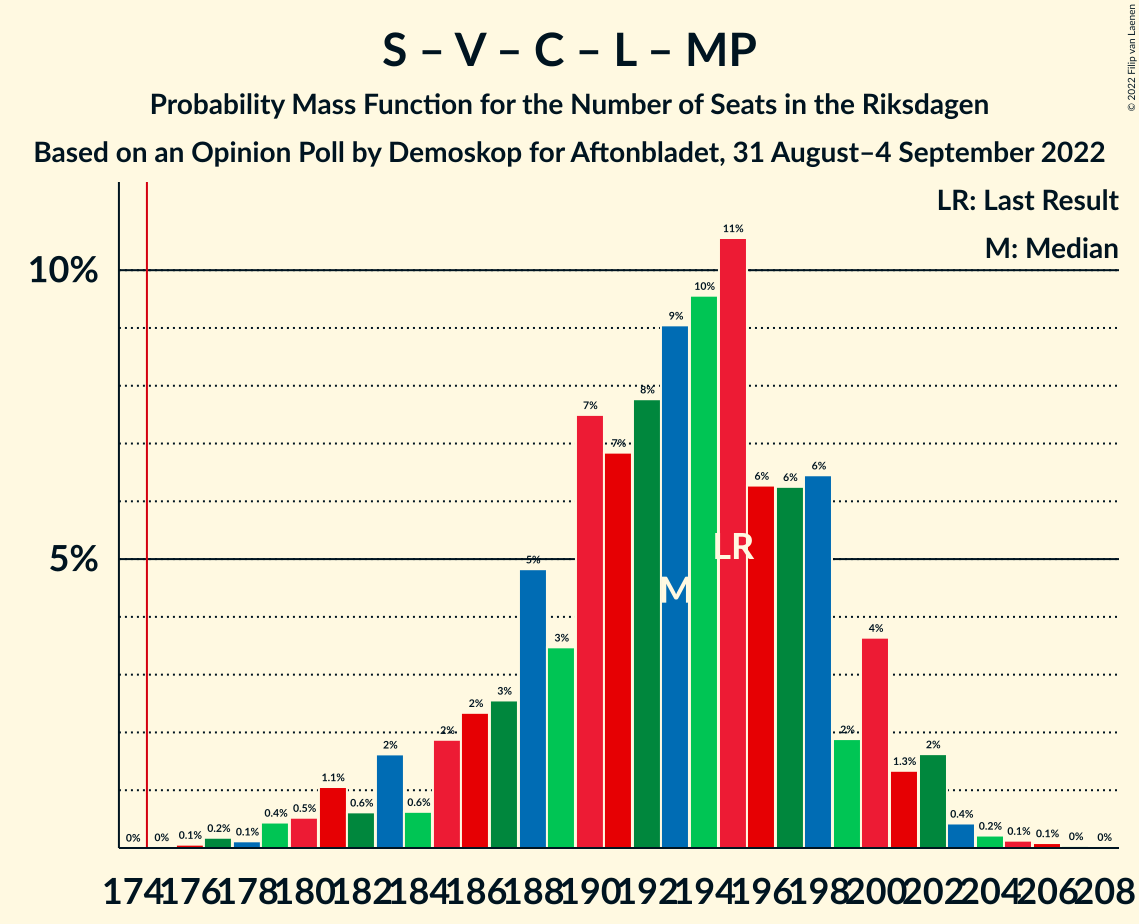 S – V – C – L – MP
Probability Mass Function for the Number of Seats in the Riksdagen
Based on an Opinion Poll by Demoskop for Aftonbladet, 31 August–4 September 2022
© 2022 Filip van Laenen
LR: Last Result
M: Median
10%
5%
0% 0% 0.1% 0.2% 0.1% 0.4% 0.5% 1.1% 0.6% 2% 0.6% 2% 2% 3% 5% 3% 7% 7% 8% 9% 10% 11% 6% 6% 6% 2% 4% 1.3% 2% 0.4% 0.2% 0.1% 0.1% 0% 0%
LR
M
174 176 178 180 182 184 186 188 190 192 194 196 198 200 202 204 206 208